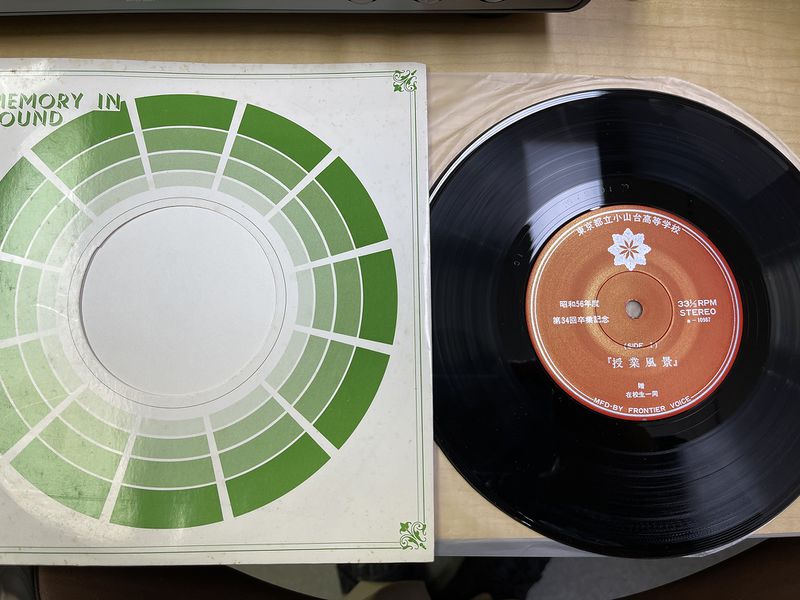 MEMORY IN
SOUND
東京都立小山台高等学校
昭和56年度
第34回卒業記念
33⅓RPM
STEREO
(SIDE 1)
『授業風景』
贈
在校生一同
MFD-BY FRONTIER VOICE